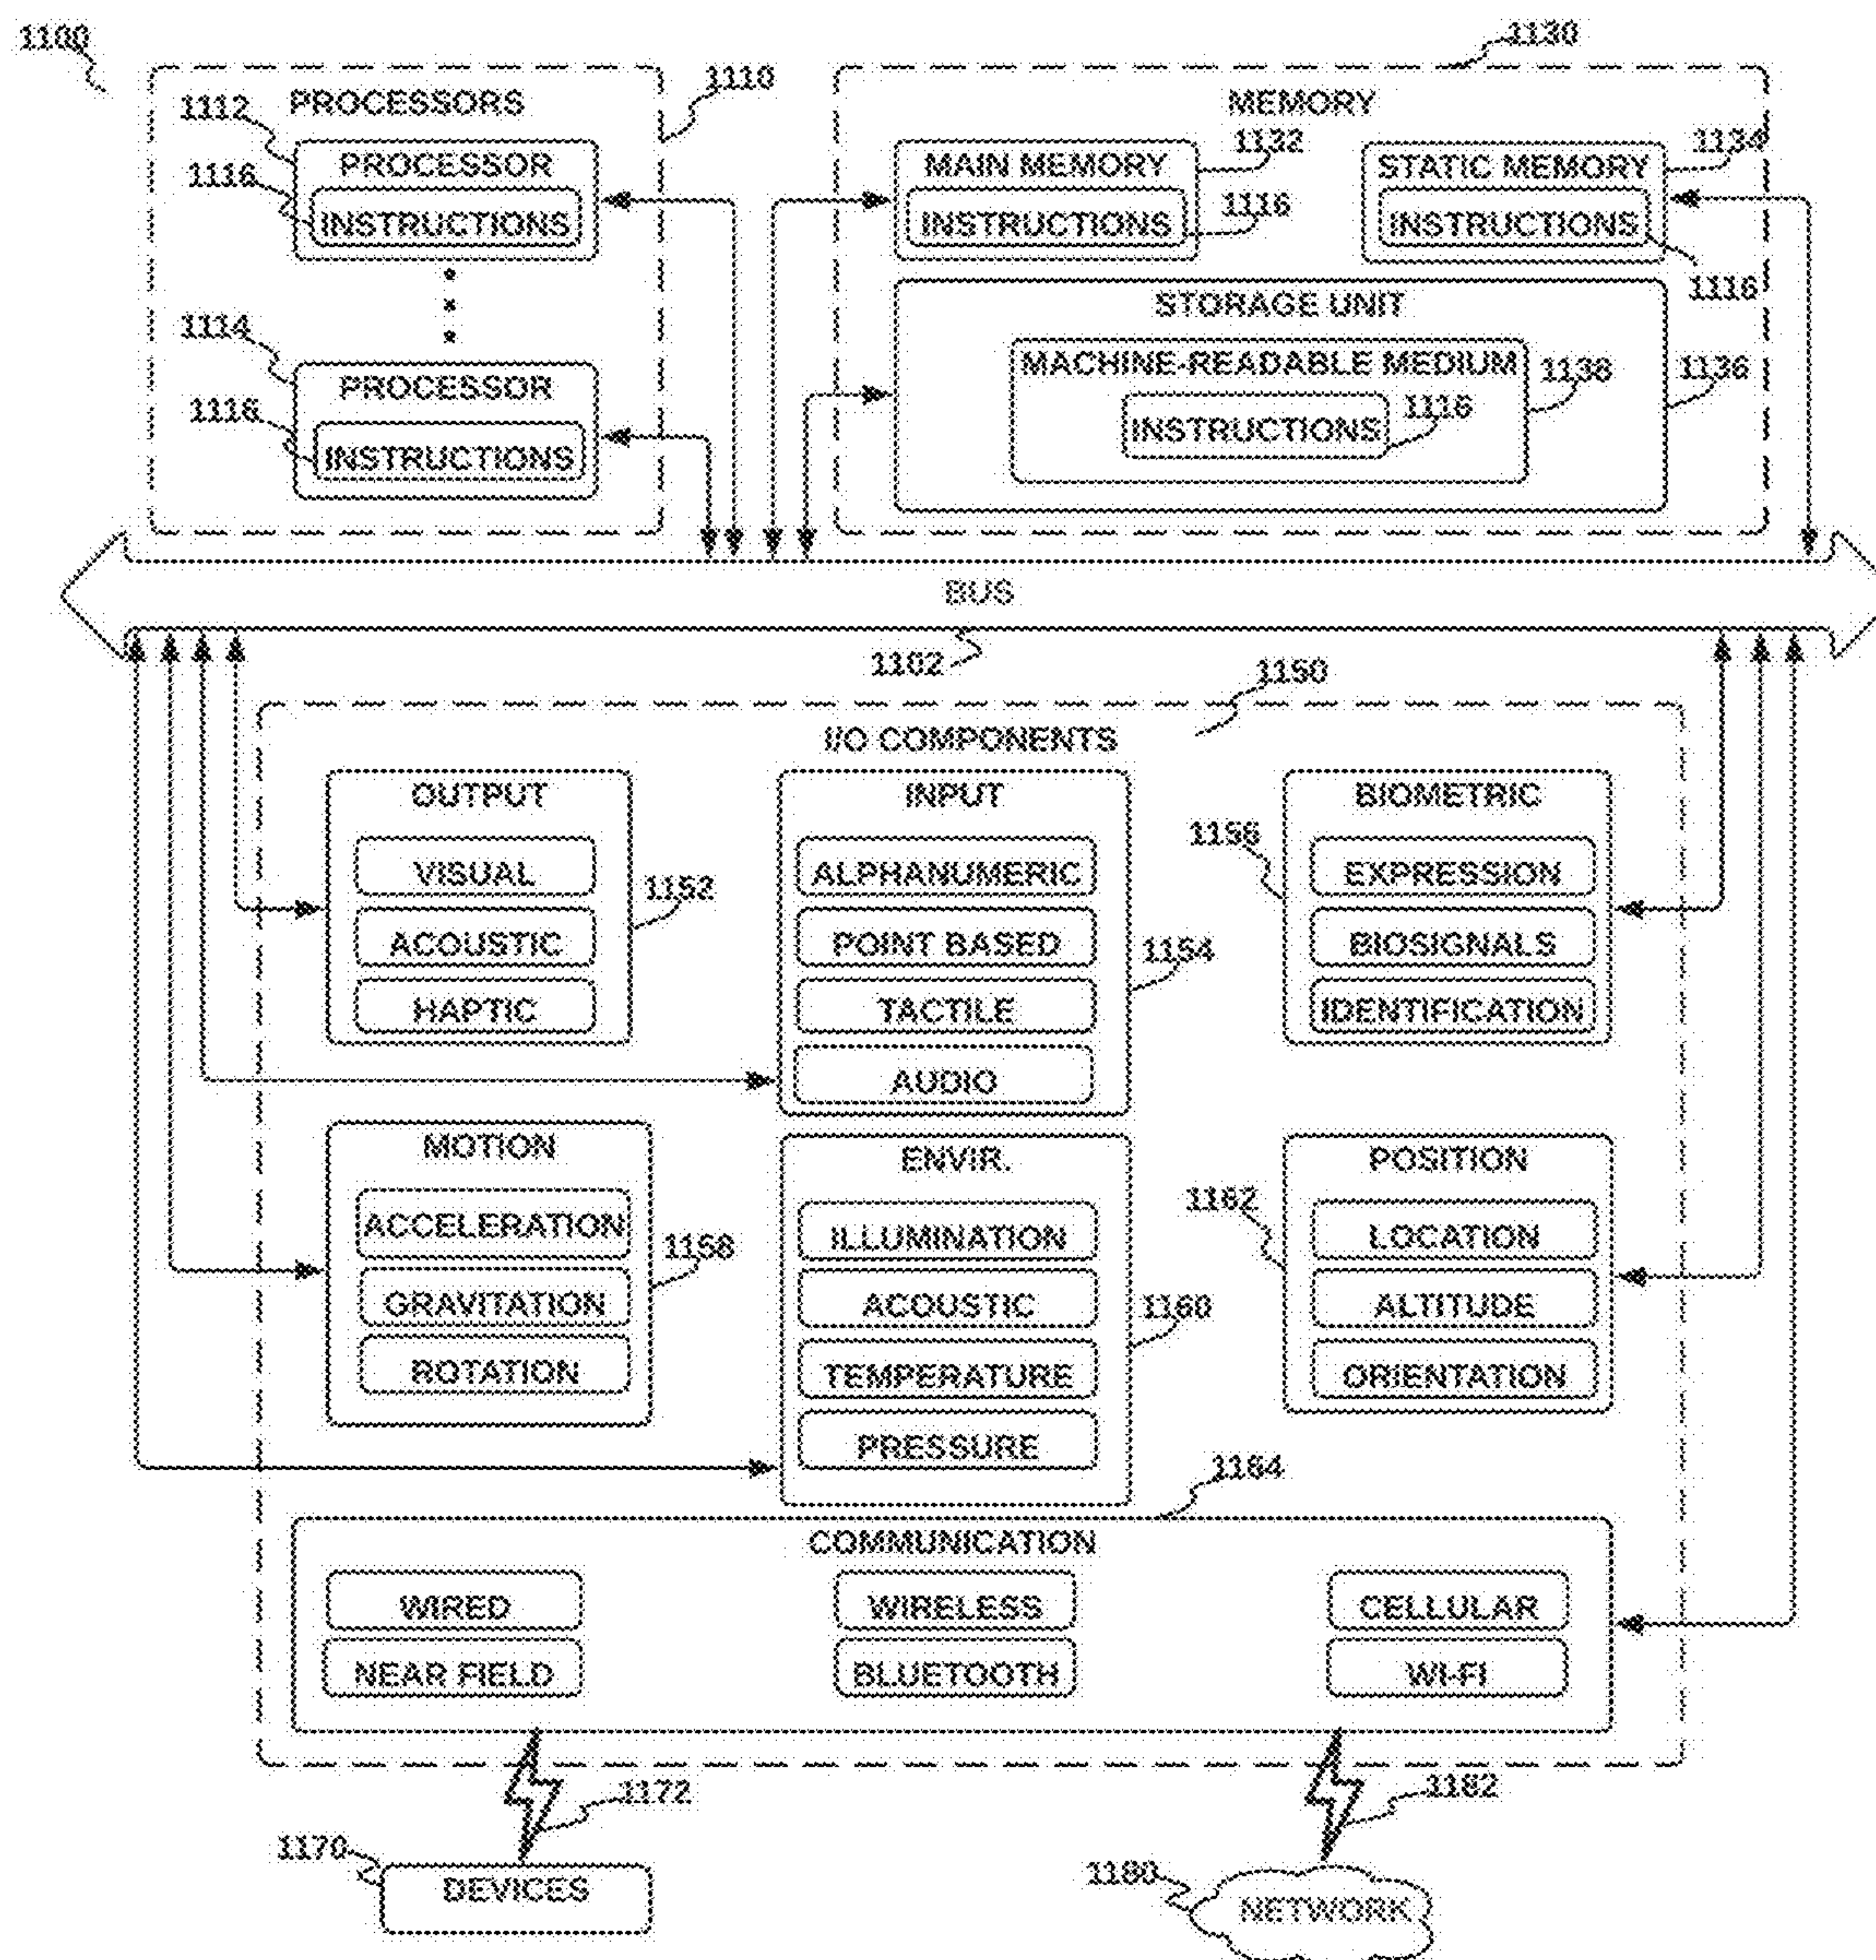 1100
1130
1110
PROCESSORS
MEMORY
1112
1132
1134
PROCESSOR
MAIN MEMORY
STATIC MEMORY
1116
INSTRUCTIONS
INSTRUCTIONS
1116
INSTRUCTIONS
1116
STORAGE UNIT
1114
MACHINE-READABLE MEDIUM
1138
1136
PROCESSOR
1116
INSTRUCTIONS
1116
INSTRUCTIONS
BUS
1102
1150
I/O COMPONENTS
OUTPUT
INPUT
BIOMETRIC
1156
VISUAL
ALPHANUMERIC
EXPRESSION
1152
ACOUSTIC
POINT BASED
BIOSIGNALS
1154
HAPTIC
TACTILE
IDENTIFICATION
AUDIO
MOTION
ENVIR.
POSITION
1162
ACCELERATION
ILLUMINATION
LOCATION
1158
GRAVITATION
ACOUSTIC
ALTITUDE
1160
ROTATION
TEMPERATURE
ORIENTATION
PRESSURE
1164
COMMUNICATION
WIRED
WIRELESS
CELLULAR
NEAR FIELD
BLUETOOTH
WI-FI
1172
1182
1170
DEVICES
1180
NETWORK